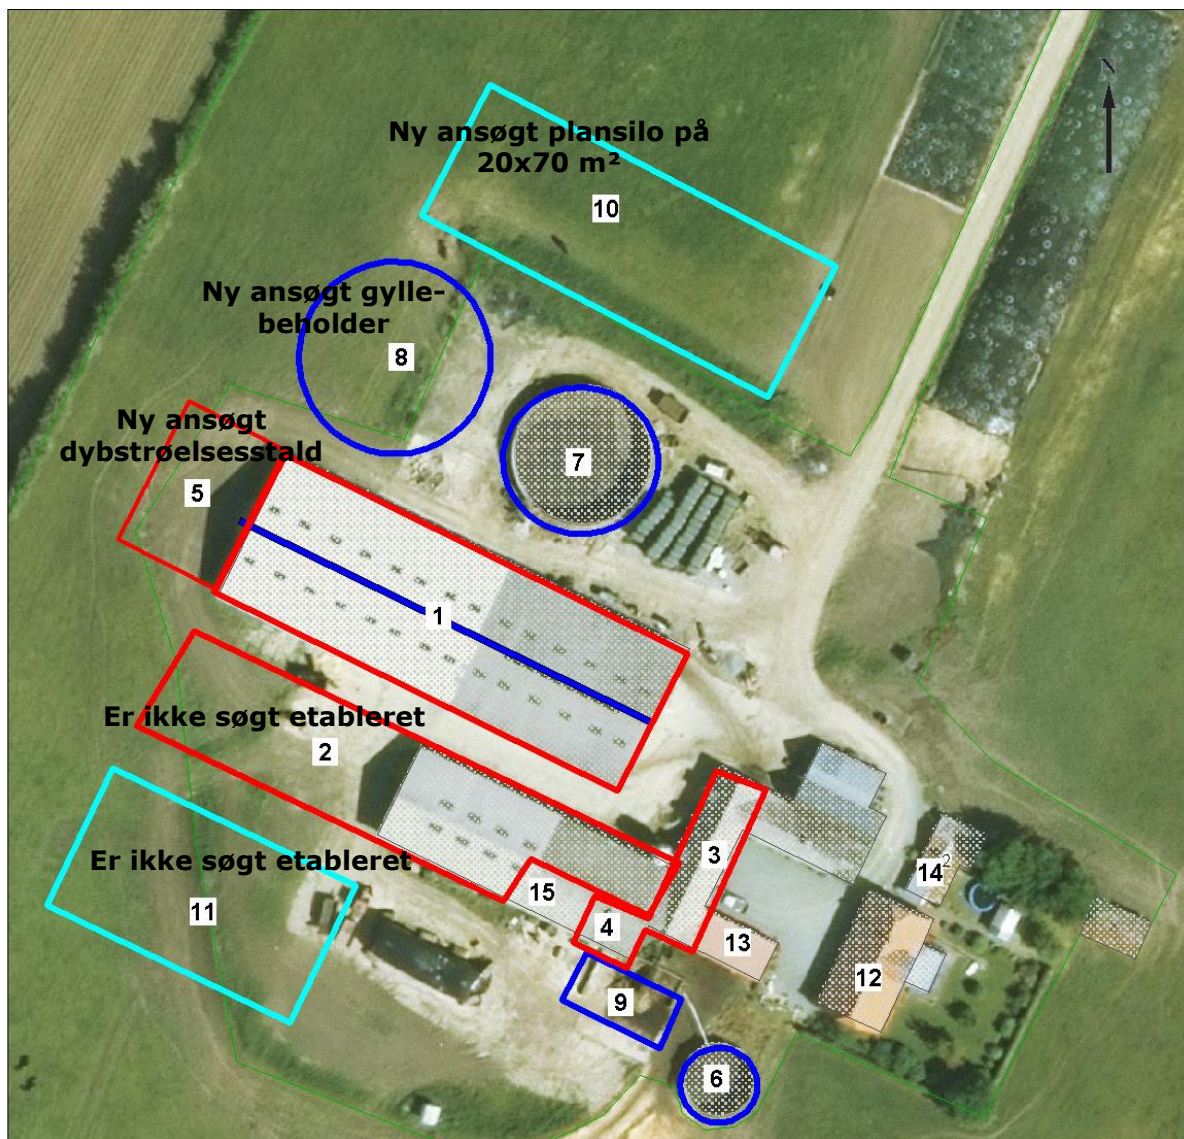 N
Ny ansøgt plansilo på
20x70 m²
10
Ny ansøgt gylle-
beholder
8
Ny ansøgt
dybstrøelsesstald
5
7
1
Er ikke søgt etableret
2
3
14²
Er ikke søgt etableret
15
11
4
13
12
9
6